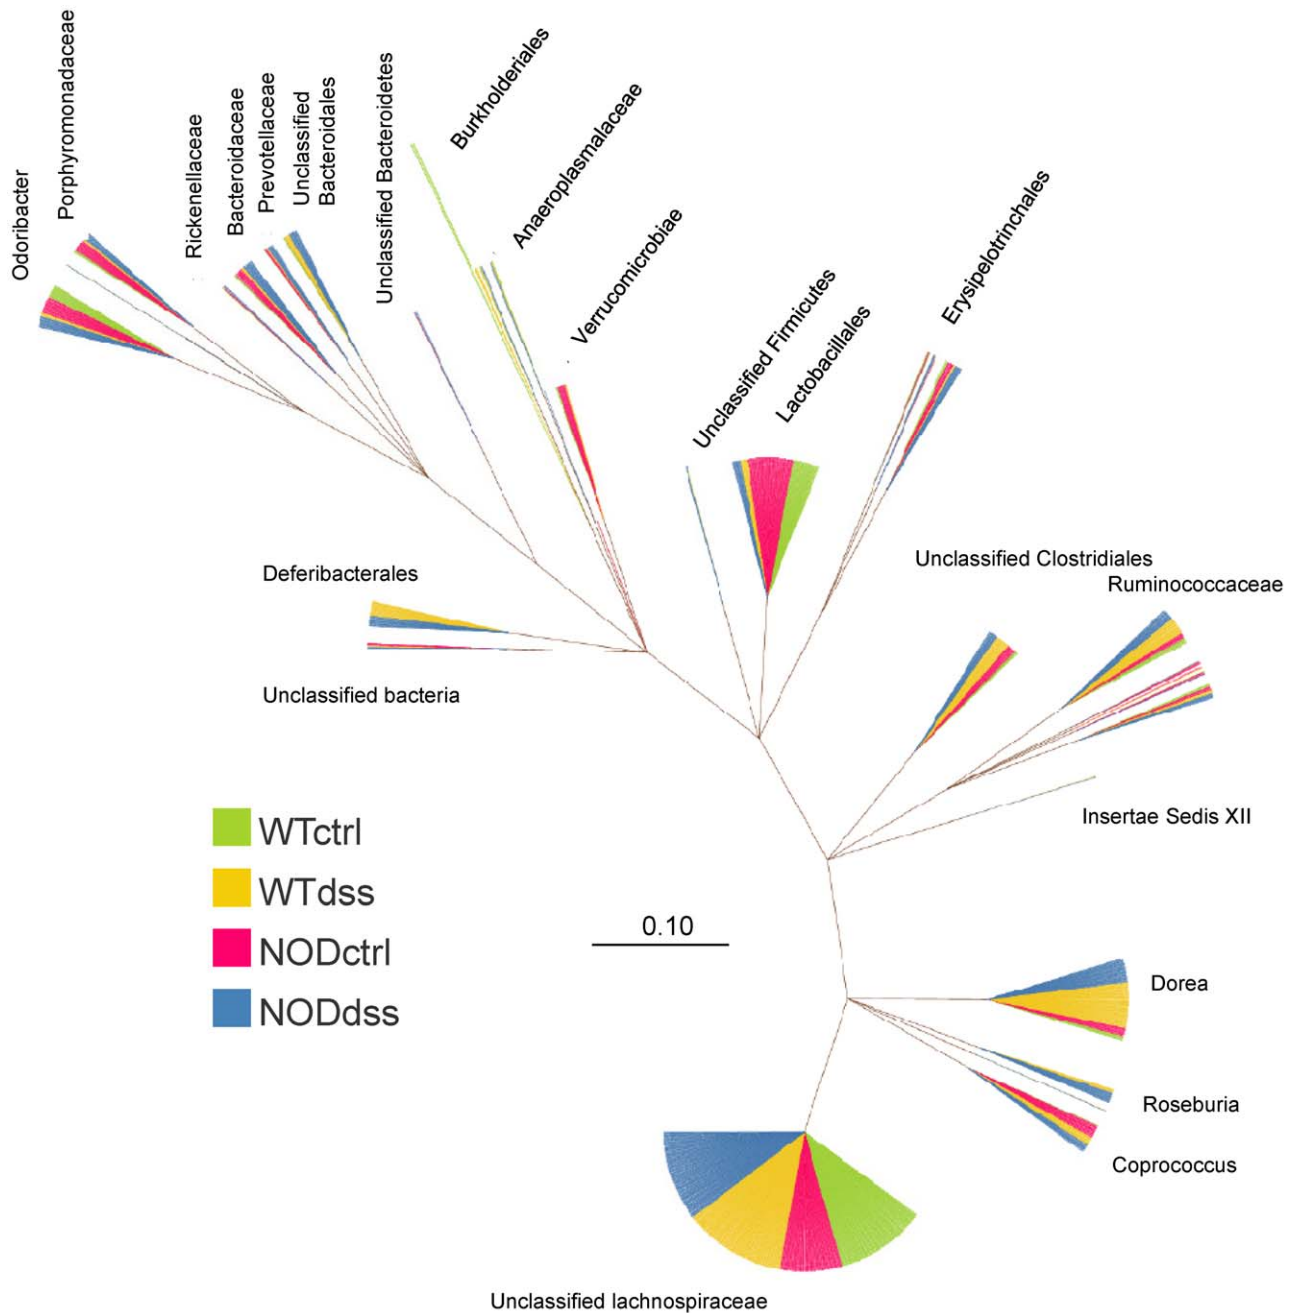 Odoribacter
Porphyromonadaceae
Rickenellaceae
Bacteroidaceae
Prevotellaceae
Unclassified
Bacteroidales
Unclassified Bacteroidetes
Burkholderiales
Anaeroplasmalaceae
Verrucomicrobiae
Unclassified Firmicutes
Lactobacillales
Erysipelotrinchales
Unclassified Clostridiales
Ruminococcaceae
Deferibacterales
Unclassified bacteria
Insertae Sedis XII
WTctrl
WTdss
NODctrl
NODdss
0.10
Dorea
Roseburia
Coprococcus
Unclassified lachnospiraceae